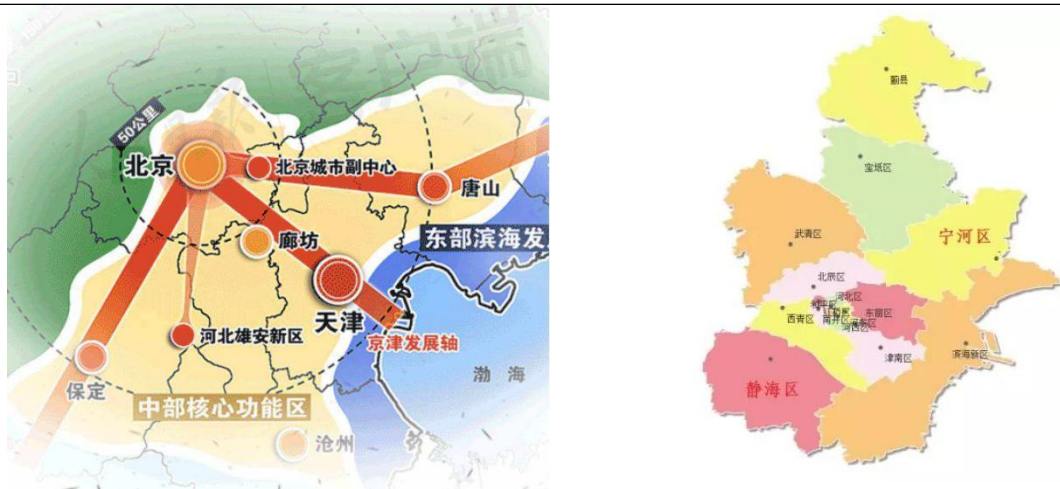 50公里
北京
北京城市副中心
唐山
廊坊
东部滨海发
天津
京津发展轴
河北雄安新区
保定
渤海
中部核心功能区
沧州
蓟县
宝坻区
武清区
宁河区
北辰区
河北区
东丽区
西青区
南开区
河西区
津南区
滨海新区
静海区